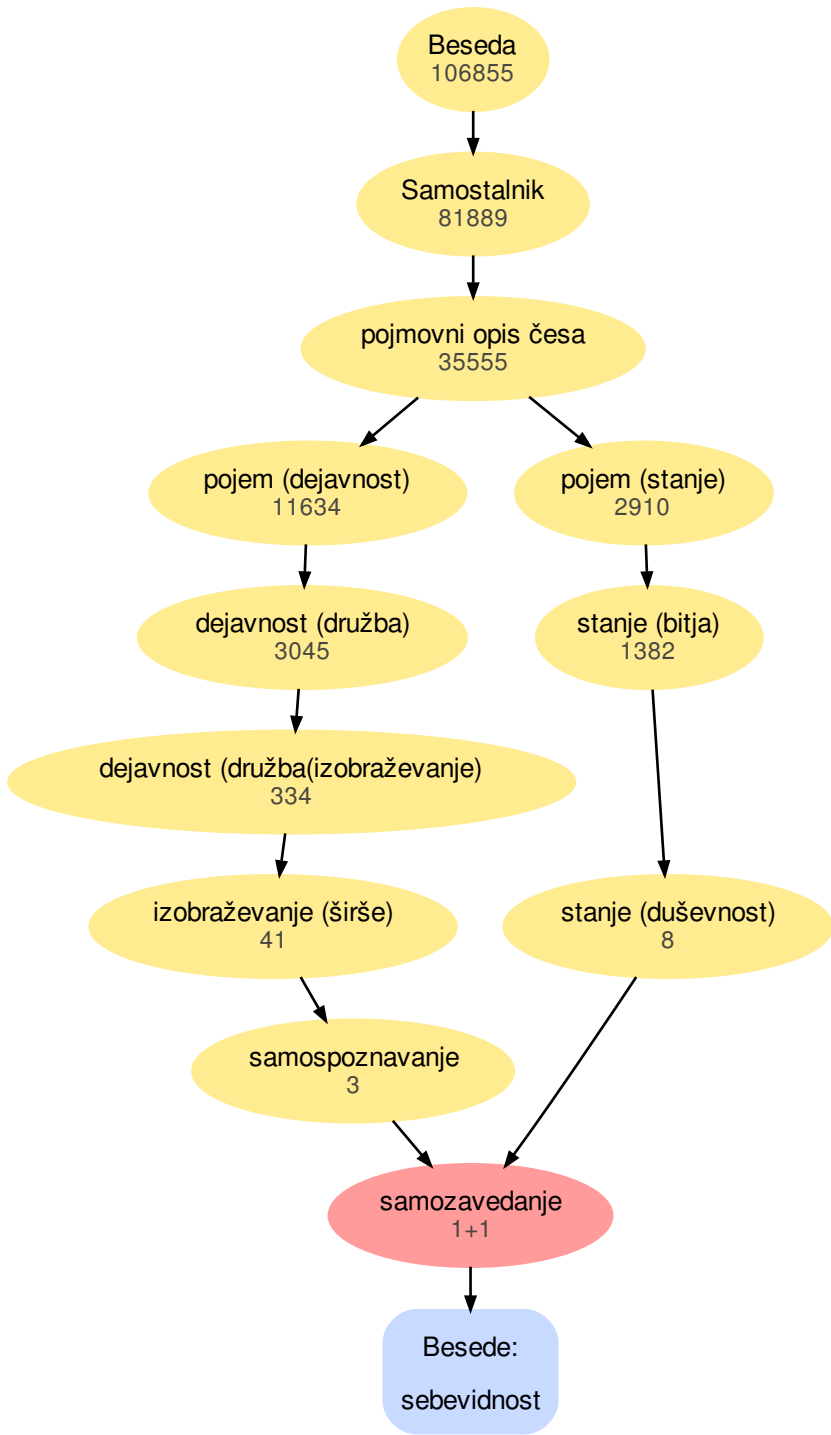 Beseda
106855
Samostalnik
81889
pojmovni opis česa
35555
pojem (dejavnost)
11634
pojem (stanje)
2910
dejavnost (družba)
3045
stanje (bitja)
1382
dejavnost (družba(izobraževanje)
334
izobraževanje (širše)
41
stanje (duševnost)
8
samospoznavanje
3
samozavedanje
1+1
Besede:
sebevidnost